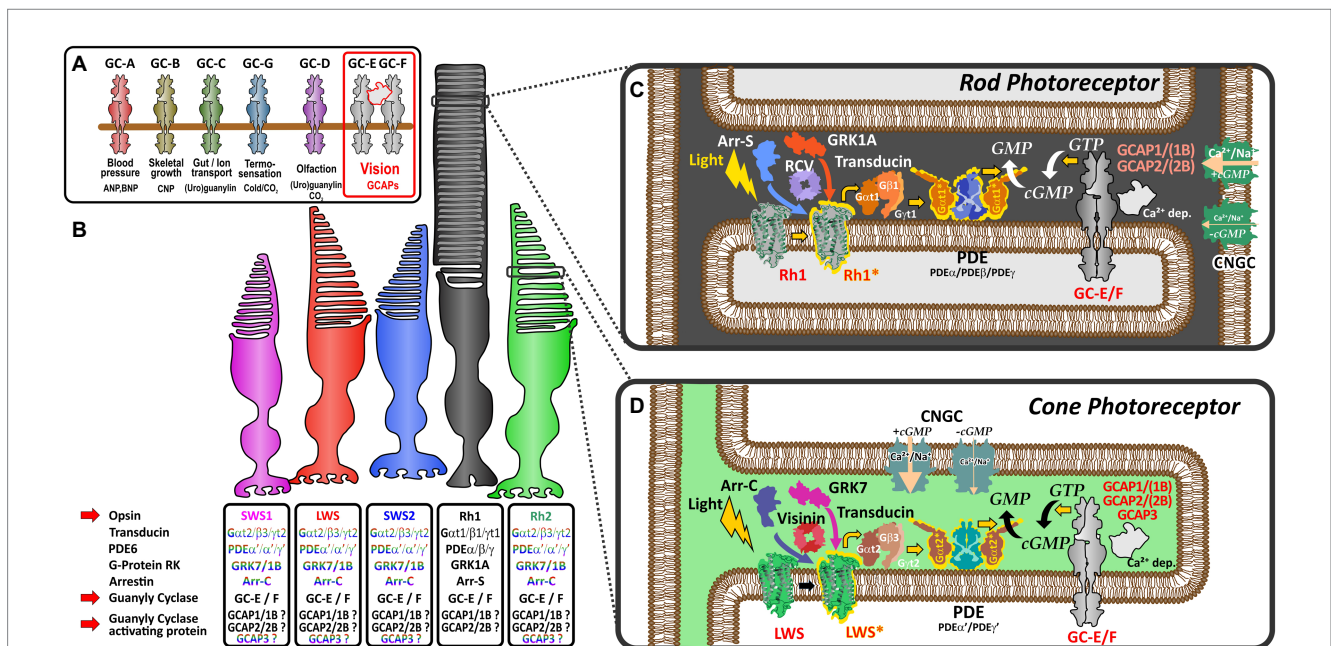 A
GC-A GC-B GC-C GC-G GC-D GC-E GC-F
Blood Skeletal Gut / Ion Termo- Olfaction Vision
pressure growth transport sensation (Uro)guanylin GCAPs
ANP,BNP CNP (Uro)guanylin Cold/CO₂ CO₂
B
Opsin SWS1 LWS SWS2 Rh1 Rh2
Transducin Gαt2/β3/γt2 Gαt2/β3/γt2 Gαt2/β3/γt2 Gαt1/β1/γt1 Gαt2/β3/γt2
PDE6 PDEα’/α’/γ’ PDEα’/α’/γ’ PDEα’/α’/γ’ PDEα/β/γ PDEα’/α’/γ’
G-Protein RK GRK7/1B GRK7/1B GRK7/1B GRK1A GRK7/1B
Arrestin Arr-C Arr-C Arr-C Arr-S Arr-C
Guanyly Cyclase GC-E / F GC-E / F GC-E / F GC-E / F GC-E / F
Guanyly Cyclase GCAP1/1B ? GCAP1/1B ? GCAP1/1B ? GCAP1/1B ? GCAP1/1B ?
activating protein GCAP2/2B ? GCAP2/2B ? GCAP2/2B ? GCAP2/2B ? GCAP2/2B ?
GCAP3 ? GCAP3 ? GCAP3 ? GCAP3 ?
C
Rod Photoreceptor
Arr-S
GRK1A
Light
RCV
Transducin
Gαt1
Gβ1
Gγt1
Gαt1*
Gαt1*
GMP
GTP
cGMP
GCAP1/(1B)
GCAP2/(2B)
Ca²⁺/Na⁺
+cGMP
Ca²⁺ dep.
Ca²⁺/Na⁺
-cGMP
CNGC
Rh1
Rh1*
PDE
PDEα/PDEβ/PDEγ
GC-E/F
D
Cone Photoreceptor
CNGC
+cGMP
-cGMP
Ca²⁺/Na⁺
Ca²⁺/Na⁺
Arr-C
GRK7
Light
Visinin
Transducin
Gαt2
Gβ3
Gγt2
Gαt2*
Gαt2*
GMP
GTP
cGMP
GCAP1/(1B)
GCAP2/(2B)
GCAP3
Ca²⁺ dep.
LWS
LWS*
PDE
PDEα’/PDEγ’
GC-E/F